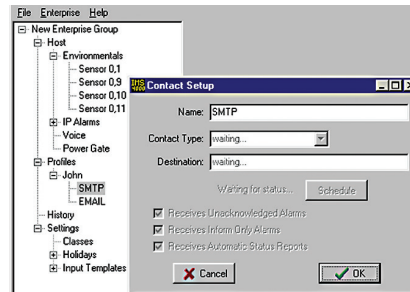 File Enterprise Help
New Enterprise Group
Host
Environmentals
Sensor 0,1
Sensor 0,9
Sensor 0,10
Sensor 0,11
IP Alarms
Voice
Power Gate
Profiles
John
SMTP
EMAIL
History
Settings
Classes
Holidays
Input Templates
IMS 4000 Contact Setup
Name: SMTP
Contact Type: waiting...
Destination: waiting...
Waiting for status... Schedule
Receives Unacknowledged Alarms
Receives Inform Only Alarms
Receives Automatic Status Reports
Cancel OK